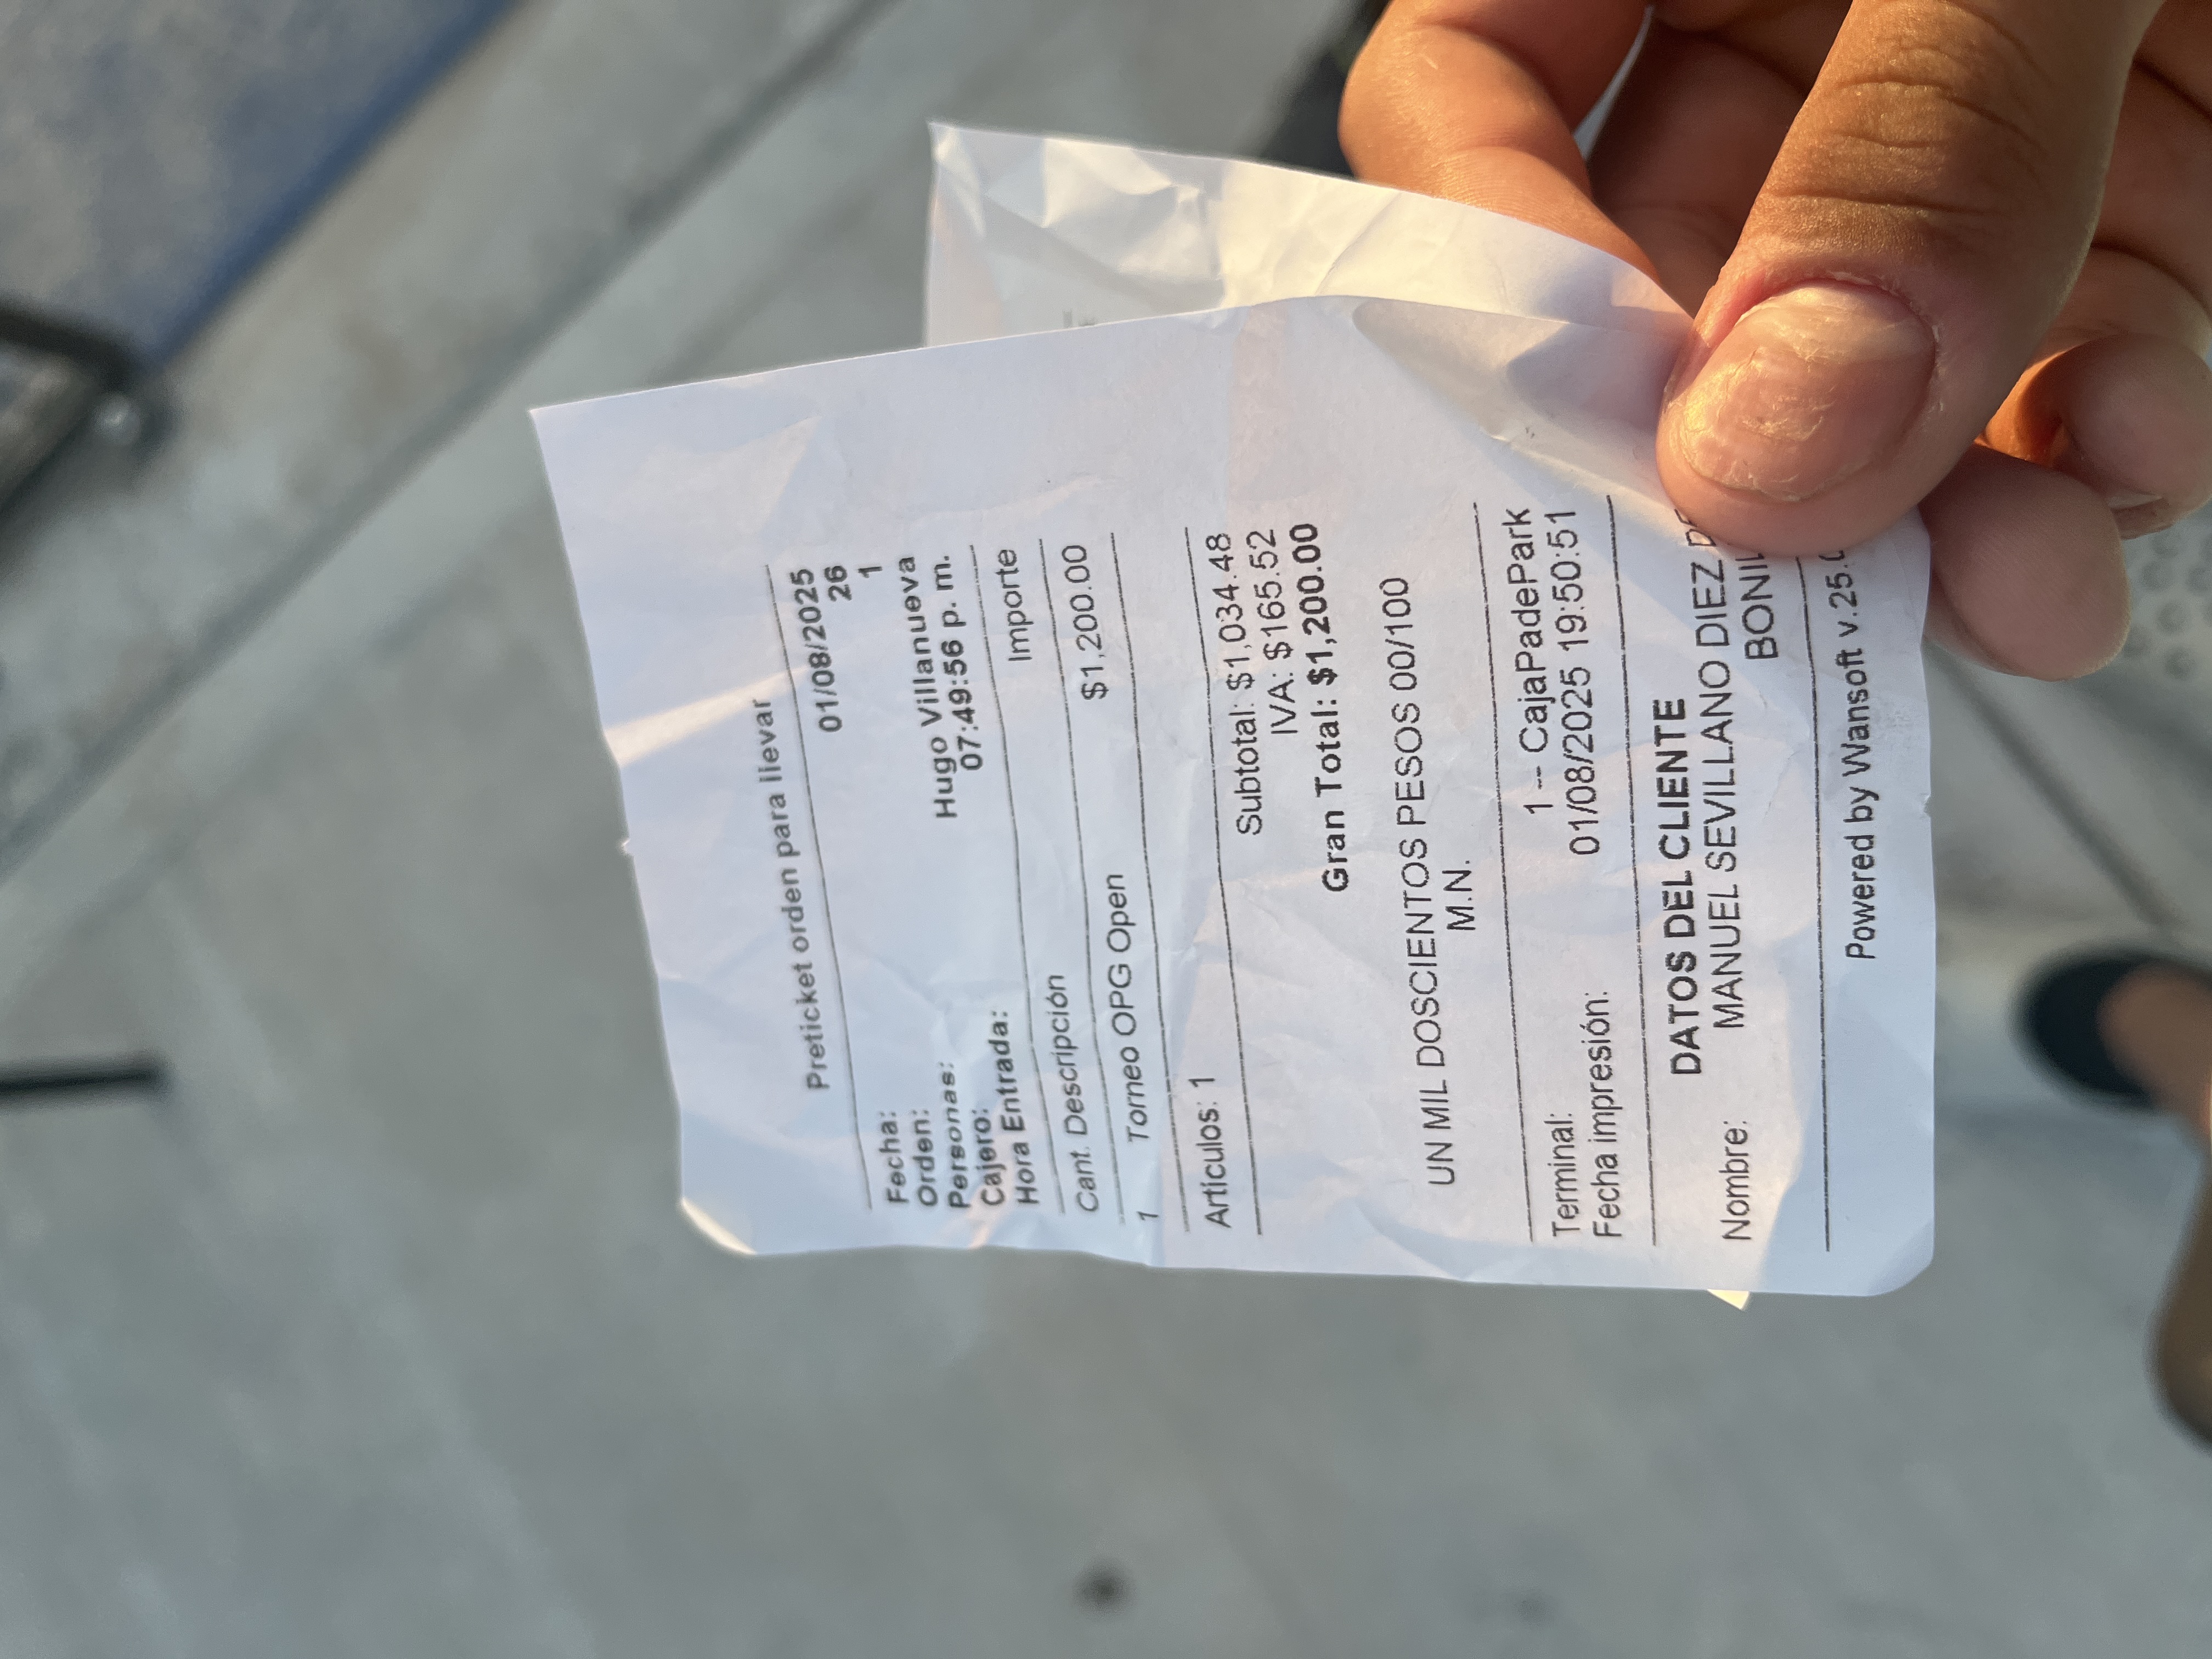 Preticket orden para llevar
Fecha: 01/08/2025
Orden: 26
Personas: 1
Cajero: Hugo Villanueva
Hora Entrada: 07:49:56 p. m.
Cant. Descripción Importe
1 Torneo OPG Open $1,200.00
Artículos: 1
Subtotal: $1,034.48
IVA: $165.52
Gran Total: $1,200.00
UN MIL DOSCIENTOS PESOS 00/100
M.N.
Terminal: 1 -- CajaPadePark
Fecha impresión: 01/08/2025 19:50:51
DATOS DEL CLIENTE
Nombre: MANUEL SEVILLANO DIEZ
Powered by Wansoft